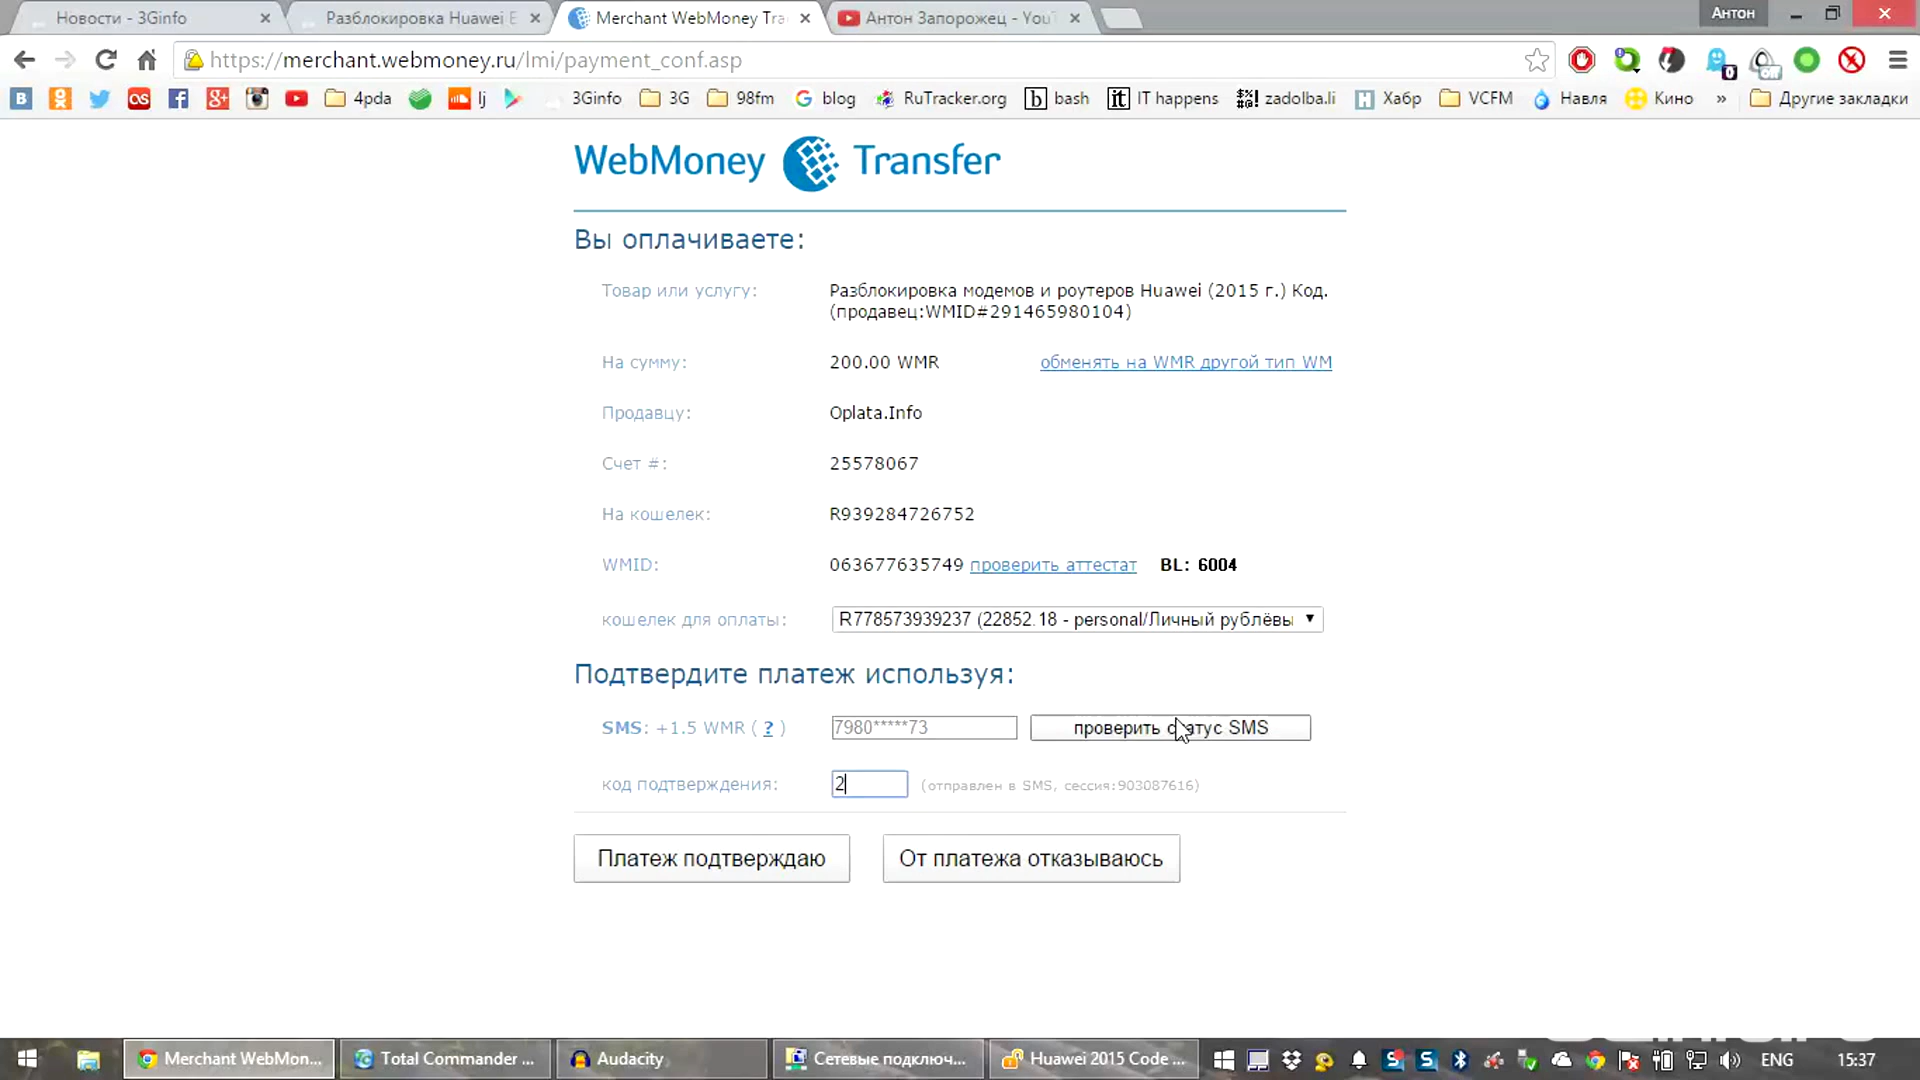 Новости - 3Ginfo
Разблокировка Huawei E
Merchant WebMoney Tra
Антон Запорожец - YouT
Антон
https://merchant.webmoney.ru/lmi/payment_conf.asp
4pda
lj
3Ginfo
3G
98fm
blog
RuTracker.org
bash
IT happens
zadolba.li
Хабр
VCFM
Навля
Кино
»
Другие закладки
WebMoney Transfer
Вы оплачиваете:
Товар или услугу: Разблокировка модемов и роутеров Huawei (2015 г.) Код.
(продавец:WMID#291465980104)
На сумму: 200.00 WMR обменять на WMR другой тип WM
Продавцу: Oplata.Info
Счет #: 25578067
На кошелек: R939284726752
WMID: 063677635749 проверить аттестат BL: 6004
кошелек для оплаты: R778573939237 (22852.18 - personal/Личный рублёвы
Подтвердите платеж используя:
SMS: +1.5 WMR ( ? ) 7980*****73 проверить статус SMS
код подтверждения: 2 (отправлен в SMS, сессия:903087616)
Платеж подтверждаю
От платежа отказываюсь
Merchant WebMon...
Total Commander ...
Audacity
Сетевые подключ...
Huawei 2015 Code ...
ENG
15:37